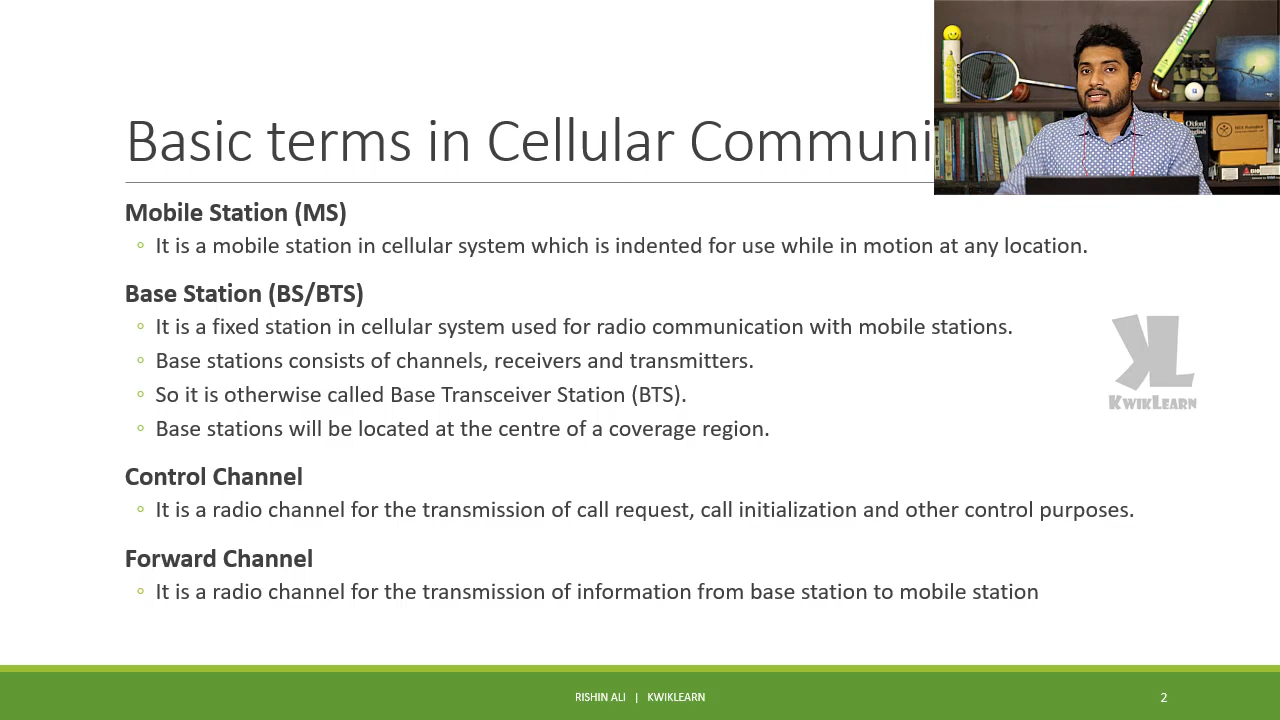 Basic terms in Cellular Communi
Mobile Station (MS)
It is a mobile station in cellular system which is indented for use while in motion at any location.
Base Station (BS/BTS)
It is a fixed station in cellular system used for radio communication with mobile stations.
Base stations consists of channels, receivers and transmitters.
So it is otherwise called Base Transceiver Station (BTS).
Base stations will be located at the centre of a coverage region.
KL
KWIKLEARN
Control Channel
It is a radio channel for the transmission of call request, call initialization and other control purposes.
Forward Channel
It is a radio channel for the transmission of information from base station to mobile station
RISHIN ALI | KWIKLEARN
2
Oxford